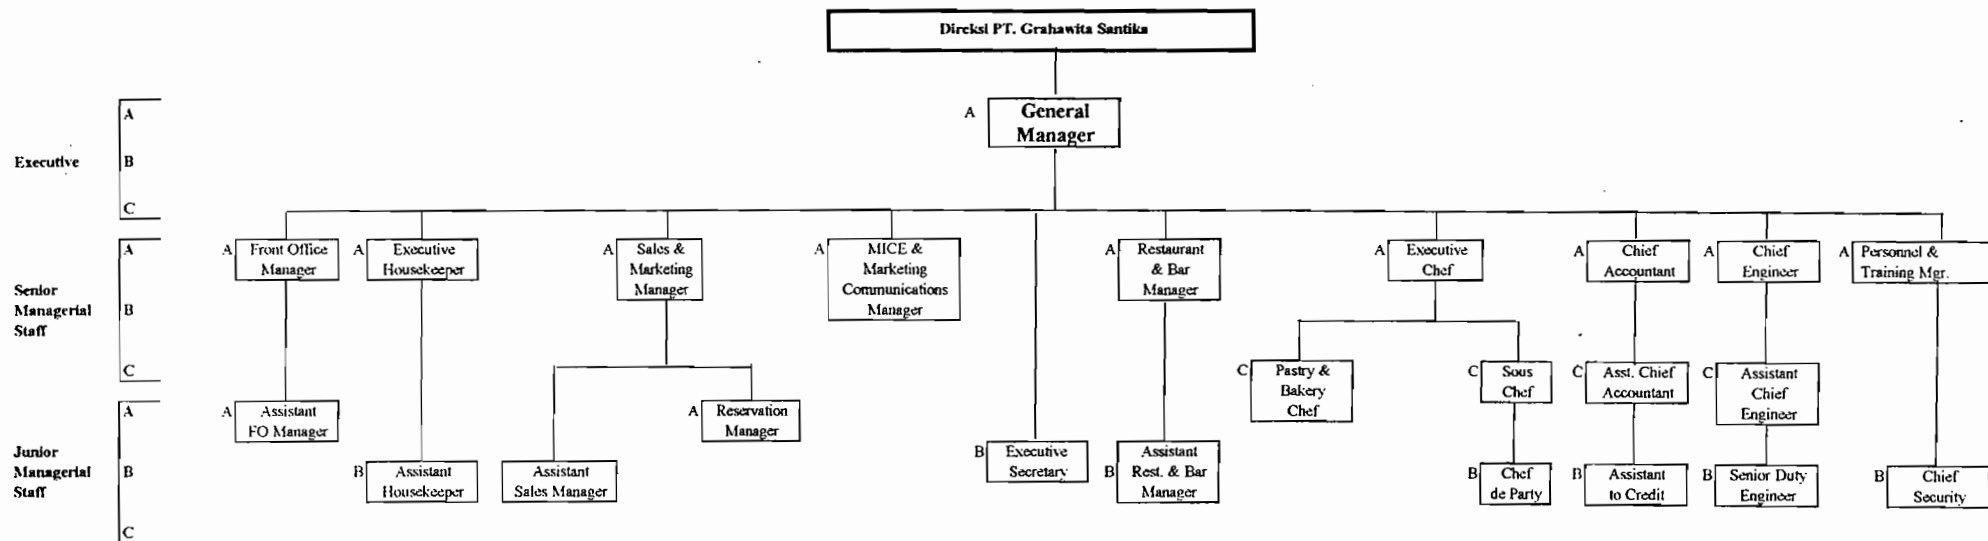 Direksi PT. Grahawita Santika
A General
Manager
Executive
A
B
C
A Front Office
Manager
A Executive
Housekeeper
A Sales &
Marketing
Manager
A MICE &
Marketing
Communications
Manager
A Restaurant
& Bar
Manager
A Executive
Chef
A Chief
Accountant
A Chief
Engineer
A Personnel &
Training Mgr.
Senior
Managerial
Staff
A
B
C
C Pastry &
Bakery
Chef
C Sous
Chef
C Asst. Chief
Accountant
C Assistant
Chief
Engineer
Junior
Managerial
Staff
A
B
C
A Assistant
FO Manager
A Reservation
Manager
B Assistant
Housekeeper
Assistant
Sales Manager
B Executive
Secretary
B Assistant
Rest. & Bar
Manager
B Chef
de Party
B Assistant
to Credit
B Senior Duty
Engineer
B Chief
Security